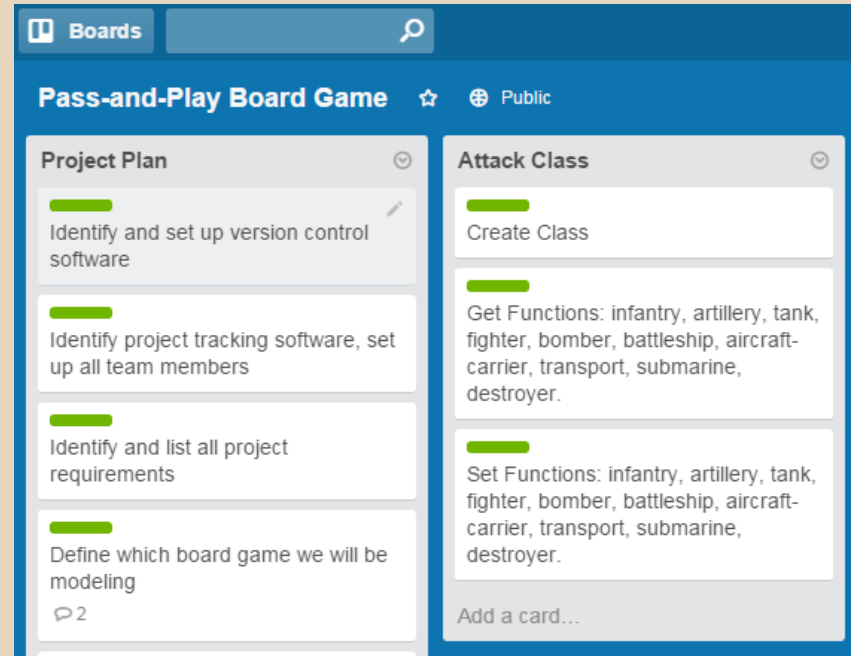 Boards
Pass-and-Play Board Game
Public
Project Plan
Identify and set up version control
software
Identify project tracking software, set
up all team members
Identify and list all project
requirements
Define which board game we will be
modeling
2
Attack Class
Create Class
Get Functions: infantry, artillery, tank,
fighter, bomber, battleship, aircraft-
carrier, transport, submarine,
destroyer.
Set Functions: infantry, artillery, tank,
fighter, bomber, battleship, aircraft-
carrier, transport, submarine,
destroyer.
Add a card...